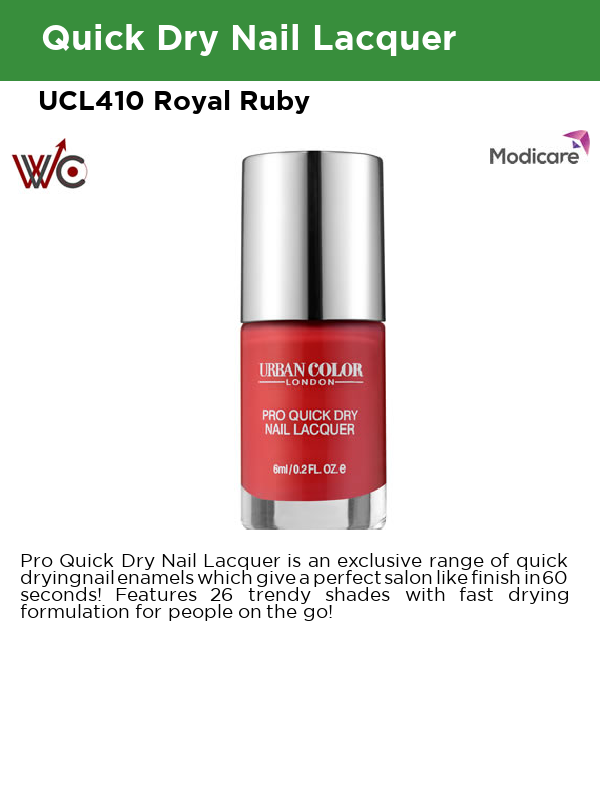 Quick Dry Nail Lacquer
UCL410 Royal Ruby
WC
Modicare
URBAN COLOR
LONDON
PRO QUICK DRY
NAIL LACQUER
6ml/0.2 FL. OZ. e
Pro Quick Dry Nail Lacquer is an exclusive range of quick
dryingnail enamels which give a perfect salon like finish in 60
seconds! Features 26 trendy shades with fast drying
formulation for people on the go!